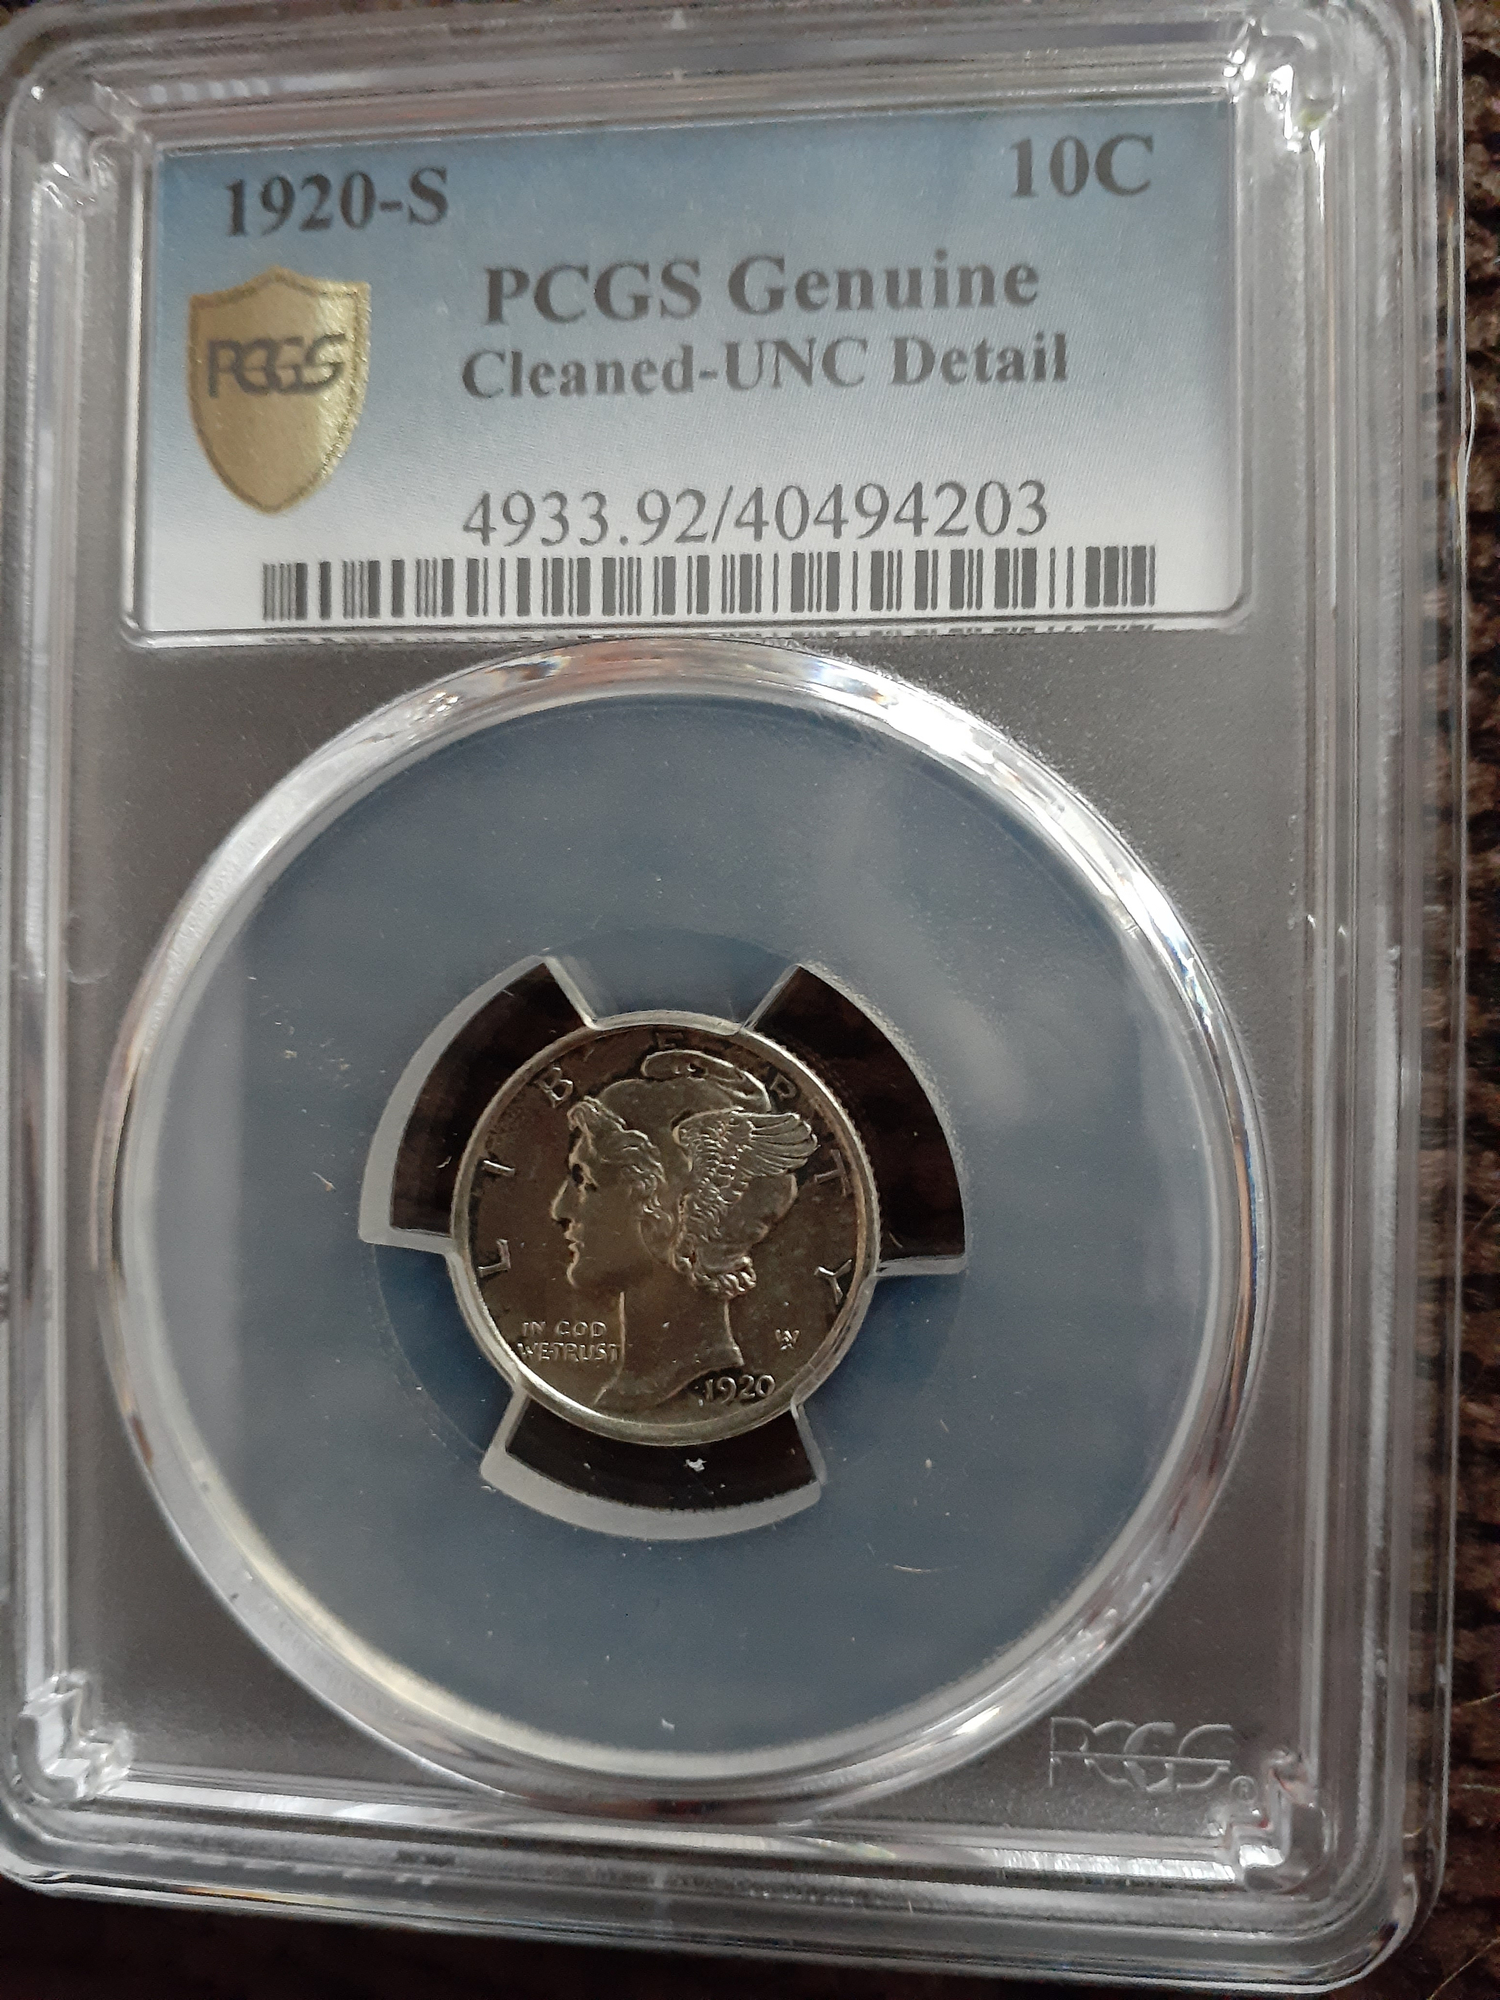 1920-S 10C
PCGS Genuine
PCGS
Cleaned-UNC Detail
4933.92/40494203
LIBERTY
IN GOD
WE TRUST
W
1920
PCGS®